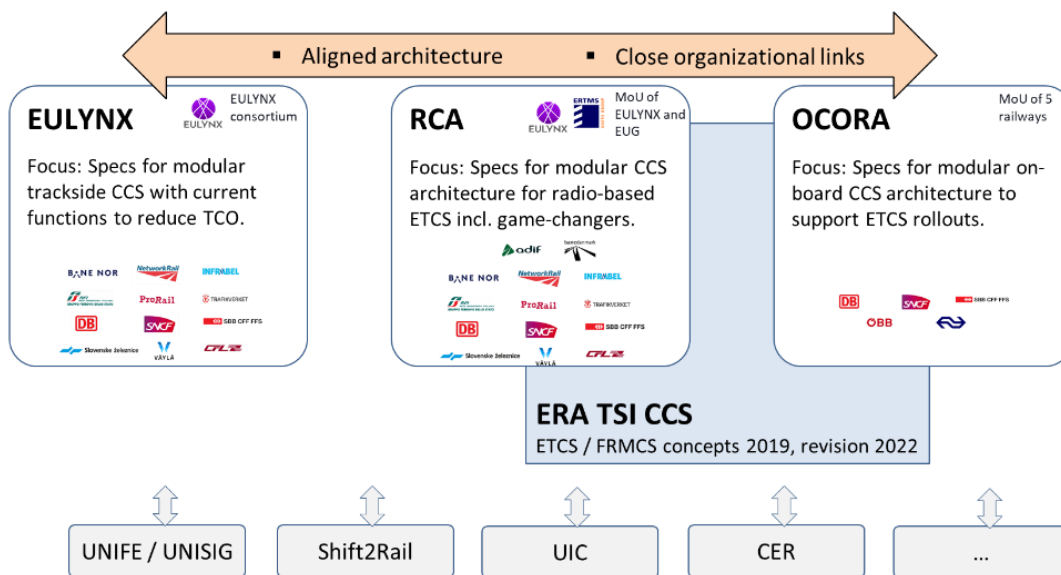 ▪ Aligned architecture
▪ Close organizational links
EULYNX
EULYNX
EULYNX
consortium
Focus: Specs for modular
trackside CCS with current
functions to reduce TCO.
BANE NOR
NetworkRail
INFRABEL
ProRail
TRAFIKVERKET
DB
SNCF
SBB CFF FFS
Slovenske železnice
VÄYLÄ
CFL
RCA
EULYNX
ERTMS
MoU of
EULYNX and
EUG
Focus: Specs for modular CCS
architecture for radio-based
ETCS incl. game-changers.
adif
BANE NOR
NetworkRail
INFRABEL
ProRail
TRAFIKVERKET
DB
SNCF
SBB CFF FFS
Slovenske železnice
VÄYLÄ
CFL
OCORA
MoU of 5
railways
Focus: Specs for modular on-
board CCS architecture to
support ETCS rollouts.
DB
SNCF
SBB CFF FFS
ÖBB
ERA TSI CCS
ETCS / FRMCS concepts 2019, revision 2022
UNIFE / UNISIG
Shift2Rail
UIC
CER
...